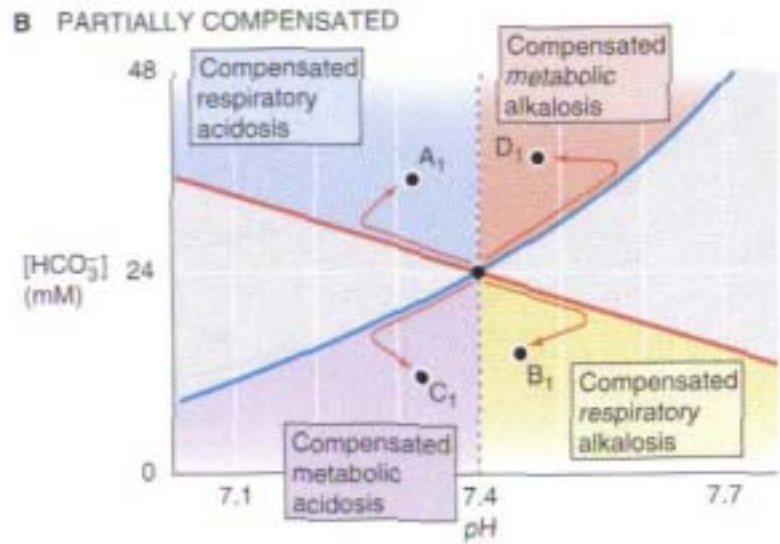 B PARTIALLY COMPENSATED
48
Compensated
respiratory
acidosis
Compensated
metabolic
alkalosis
A1
D1
[HCO3-]
(mM)
24
C1
B1
Compensated
respiratory
alkalosis
Compensated
metabolic
acidosis
0
7.1
7.4
7.7
pH